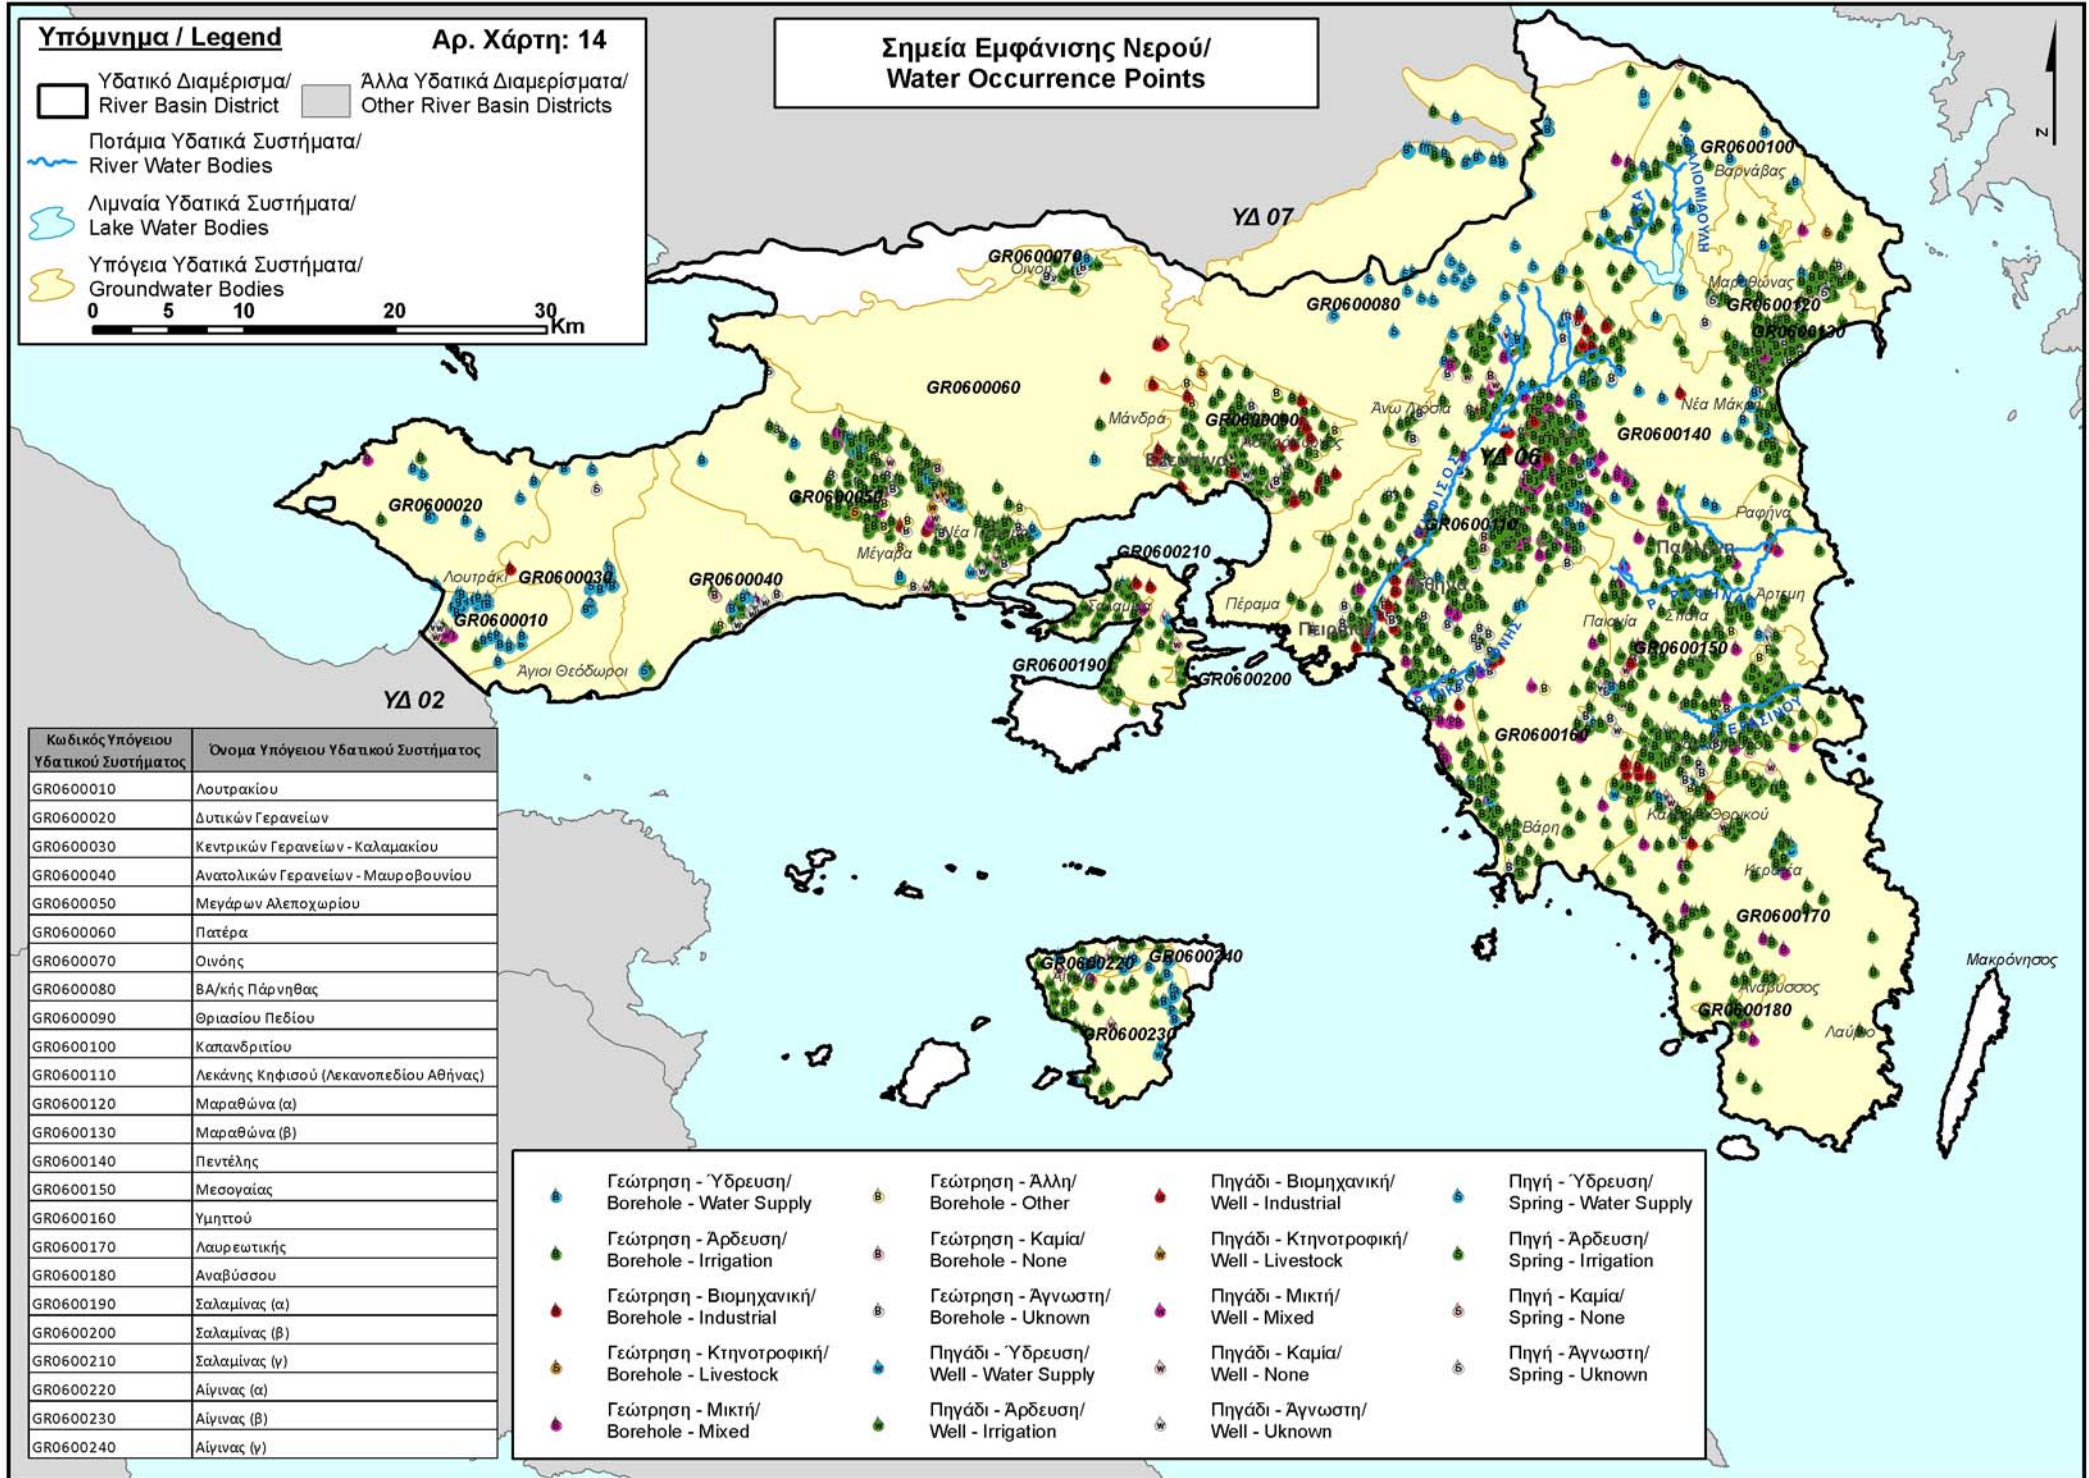 Υπόμνημα / Legend
Αρ. Χάρτη: 14
Υδατικό Διαμέρισμα/
River Basin District
Άλλα Υδατικά Διαμερίσματα/
Other River Basin Districts
Ποτάμια Υδατικά Συστήματα/
River Water Bodies
Λιμναία Υδατικά Συστήματα/
Lake Water Bodies
Υπόγεια Υδατικά Συστήματα/
Groundwater Bodies
0 5 10 20 30
Km
Σημεία Εμφάνισης Νερού/
Water Occurrence Points
N
GR0600100
Βαρνάβας
ΥΔ 07
GR0600070
Οινόη
GR0600080
Μαραθώνας
GR0600120
GR0600130
GR0600060
Μάνδρα
GR0600090
Άνω Λιόσια
Νέα Μάκρη
GR0600140
ΥΔ 06
GR0600020
GR0600050
Μέγαρα
GR0600110
Ραφήνα
GR0600210
Λουτράκι
GR0600030
GR0600040
GR0600010
Πέραμα
Αθήνα
Άρτεμη
Παιανία
Σπάτα
GR0600150
Άγιοι Θεόδωροι
GR0600190
GR0600200
ΥΔ 02
GR0600160
Βάρη
Κερατέα
GR0600170
GR0600220
GR0600240
GR0600230
Ανάβυσσος
GR0600180
Λαύριο
Μακρόνησος
Κωδικός Υπόγειου
Υδατικού Συστήματος
Όνομα Υπόγειου Υδατικού Συστήματος
GR0600010 Λουτρακίου
GR0600020 Δυτικών Γερανείων
GR0600030 Κεντρικών Γερανείων - Καλαμακίου
GR0600040 Ανατολικών Γερανείων - Μαυροβουνίου
GR0600050 Μεγάρων Αλεποχωρίου
GR0600060 Πατέρα
GR0600070 Οινόης
GR0600080 ΒΑ/κής Πάρνηθας
GR0600090 Θριασίου Πεδίου
GR0600100 Καπανδριτίου
GR0600110 Λεκάνης Κηφισού (Λεκανοπεδίου Αθήνας)
GR0600120 Μαραθώνα (α)
GR0600130 Μαραθώνα (β)
GR0600140 Πεντέλης
GR0600150 Μεσογαίας
GR0600160 Υμηττού
GR0600170 Λαυρεωτικής
GR0600180 Αναβύσσου
GR0600190 Σαλαμίνας (α)
GR0600200 Σαλαμίνας (β)
GR0600210 Σαλαμίνας (γ)
GR0600220 Αίγινας (α)
GR0600230 Αίγινας (β)
GR0600240 Αίγινας (γ)
Γεώτρηση - Ύδρευση/
Borehole - Water Supply
Γεώτρηση - Άρδευση/
Borehole - Irrigation
Γεώτρηση - Βιομηχανική/
Borehole - Industrial
Γεώτρηση - Κτηνοτροφική/
Borehole - Livestock
Γεώτρηση - Μικτή/
Borehole - Mixed
Γεώτρηση - Άλλη/
Borehole - Other
Γεώτρηση - Καμία/
Borehole - None
Γεώτρηση - Άγνωστη/
Borehole - Uknown
Πηγάδι - Ύδρευση/
Well - Water Supply
Πηγάδι - Άρδευση/
Well - Irrigation
Πηγάδι - Βιομηχανική/
Well - Industrial
Πηγάδι - Κτηνοτροφική/
Well - Livestock
Πηγάδι - Μικτή/
Well - Mixed
Πηγάδι - Καμία/
Well - None
Πηγάδι - Άγνωστη/
Well - Uknown
Πηγή - Ύδρευση/
Spring - Water Supply
Πηγή - Άρδευση/
Spring - Irrigation
Πηγή - Καμία/
Spring - None
Πηγή - Άγνωστη/
Spring - Uknown